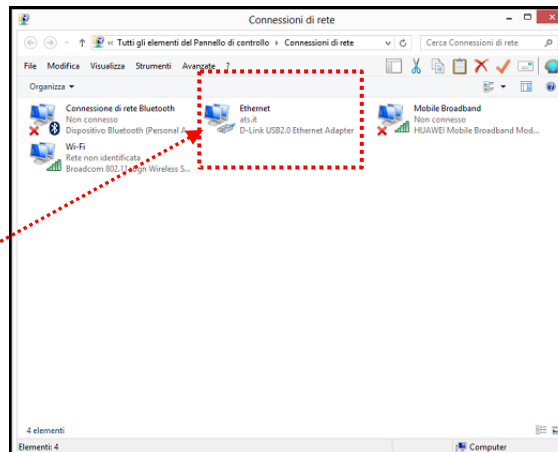 Connessioni di rete
« Tutti gli elementi del Pannello di controllo Connessioni di rete
Cerca Connessioni di rete
File Modifica Visualizza Strumenti Avanzate ?
Organizza
Connessione di rete Bluetooth
Non connesso
Dispositivo Bluetooth (Personal A...
Ethernet
ats.it
D-Link USB2.0 Ethernet Adapter
Mobile Broadband
Non connesso
HUAWEI Mobile Broadband Mod...
Wi-Fi
Rete non identificata
Broadcom 802.11bgn Wireless S...
4 elementi
Elementi: 4
Computer